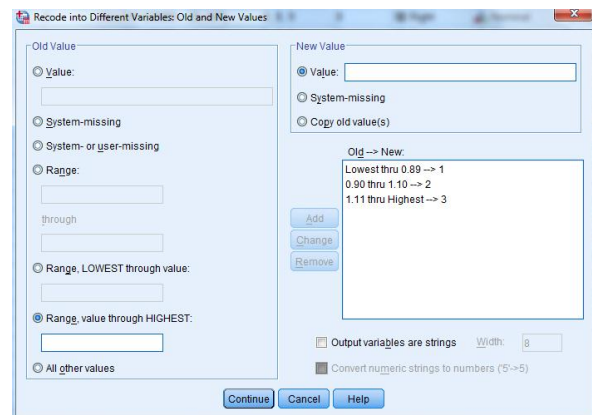 Recode into Different Variables: Old and New Values
Old Value
Value:
System-missing
System- or user-missing
Range:
through
Range, LOWEST through value:
Range, value through HIGHEST:
All other values
New Value
Value:
System-missing
Copy old value(s)
Old --> New:
Lowest thru 0.89 --> 1
0.90 thru 1.10 --> 2
1.11 thru Highest --> 3
Add
Change
Remove
Output variables are strings Width: 8
Convert numeric strings to numbers ('5'->5)
Continue Cancel Help